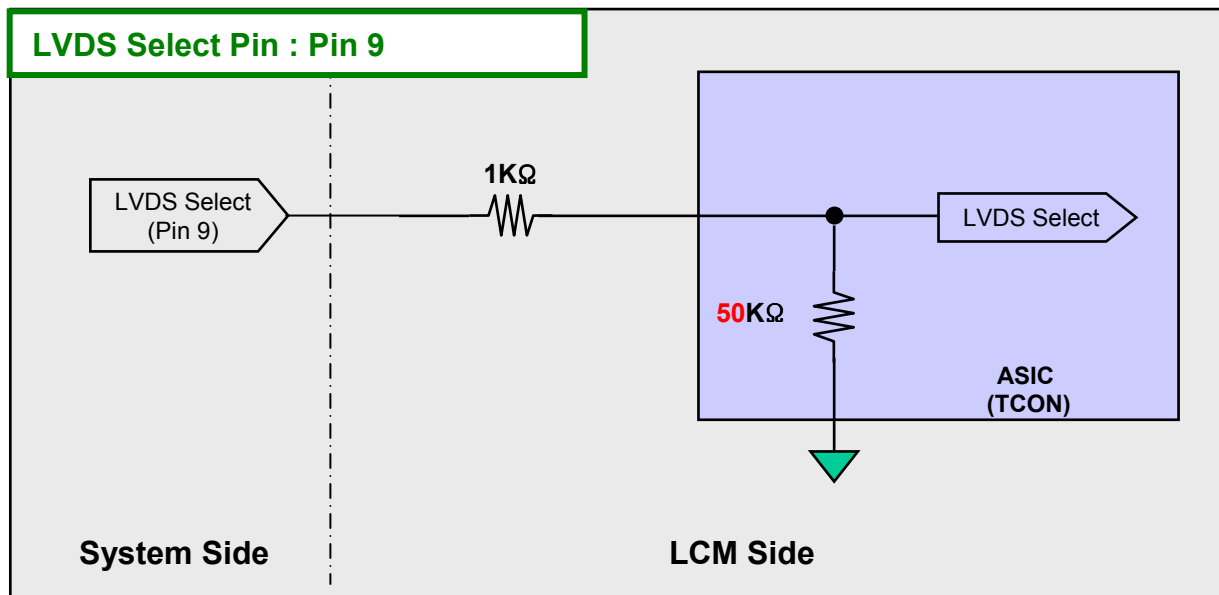 LVDS Select Pin : Pin 9
1KΩ
LVDS Select
(Pin 9)
LVDS Select
50KΩ
ASIC
(TCON)
System Side
LCM Side